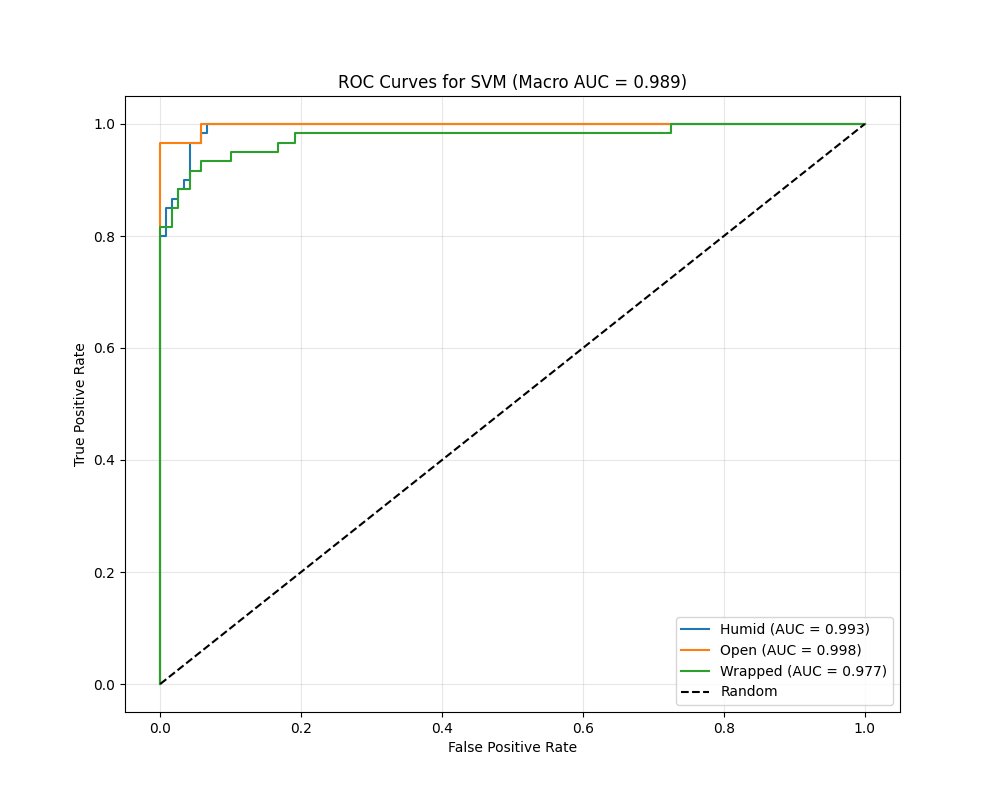 ROC Curves for SVM (Macro AUC = 0.989)
True Positive Rate
1.0
0.8
0.6
0.4
0.2
0.0
0.0 0.2 0.4 0.6 0.8 1.0
False Positive Rate
Humid (AUC = 0.993)
Open (AUC = 0.998)
Wrapped (AUC = 0.977)
Random